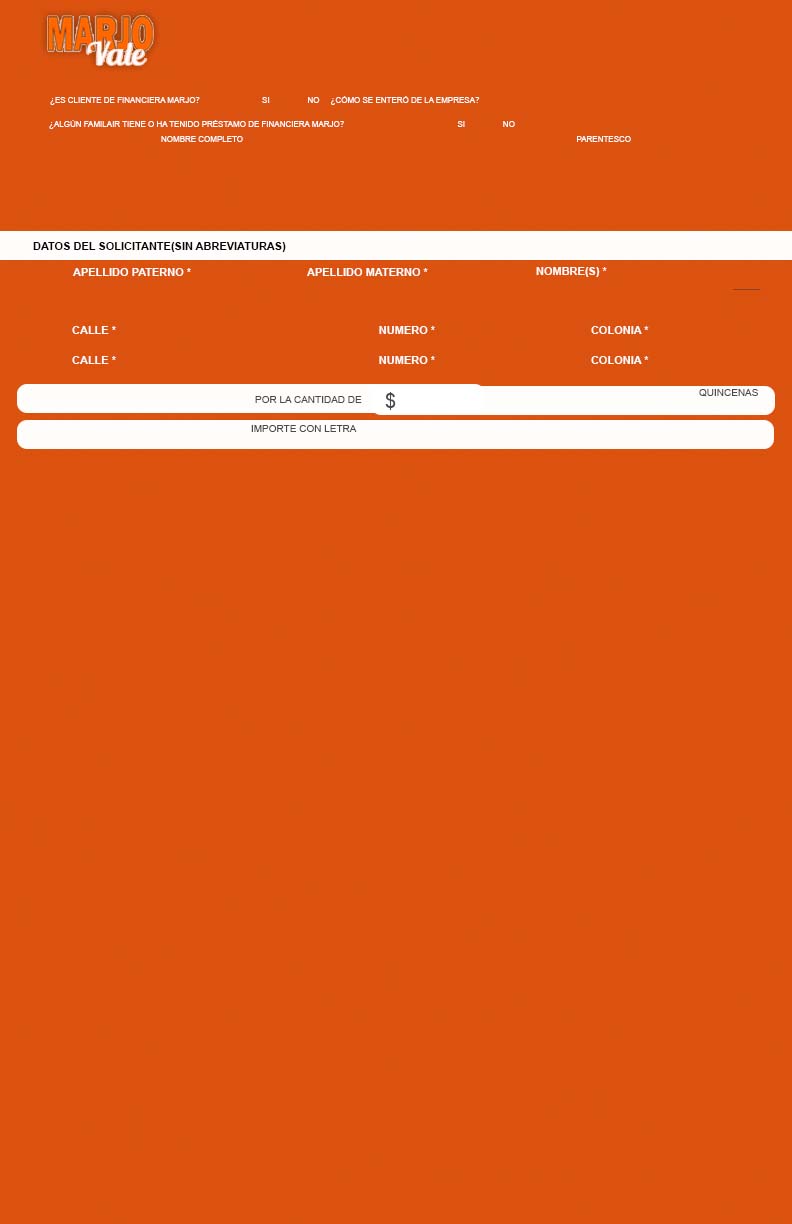 MARJO
Vale
¿ES CLIENTE DE FINANCIERA MARJO? SI NO ¿CÓMO SE ENTERÓ DE LA EMPRESA?
¿ALGÚN FAMILAIR TIENE O HA TENIDO PRÉSTAMO DE FINANCIERA MARJO? SI NO
NOMBRE COMPLETO PARENTESCO
DATOS DEL SOLICITANTE(SIN ABREVIATURAS)
APELLIDO PATERNO * APELLIDO MATERNO * NOMBRE(S) *
CALLE * NUMERO * COLONIA *
CALLE * NUMERO * COLONIA *
POR LA CANTIDAD DE $ QUINCENAS
IMPORTE CON LETRA